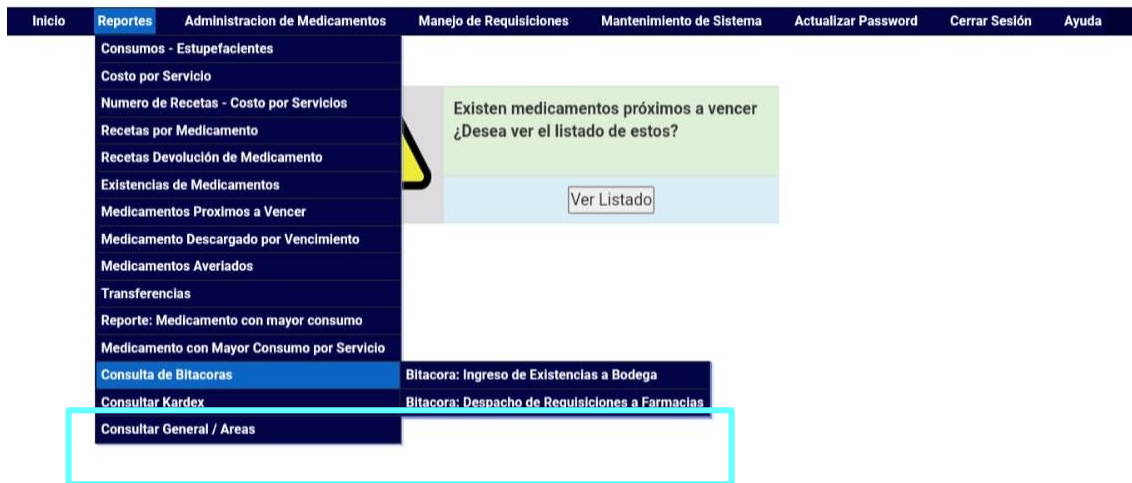 Inicio Reportes Administracion de Medicamentos Manejo de Requisiciones Mantenimiento de Sistema Actualizar Password Cerrar Sesión Ayuda
Consumos - Estupefacientes
Costo por Servicio
Numero de Recetas - Costo por Servicios
Recetas por Medicamento
Recetas Devolución de Medicamento
Existencias de Medicamentos
Medicamentos Proximos a Vencer
Medicamento Descargado por Vencimiento
Medicamentos Averiados
Transferencias
Reporte: Medicamento con mayor consumo
Medicamento con Mayor Consumo por Servicio
Consulta de Bitacoras
Consultar Kardex
Consultar General / Areas
Bitacora: Ingreso de Existencias a Bodega
Bitacora: Despacho de Requisiciones a Farmacias
Existen medicamentos próximos a vencer
¿Desea ver el listado de estos?
Ver Listado